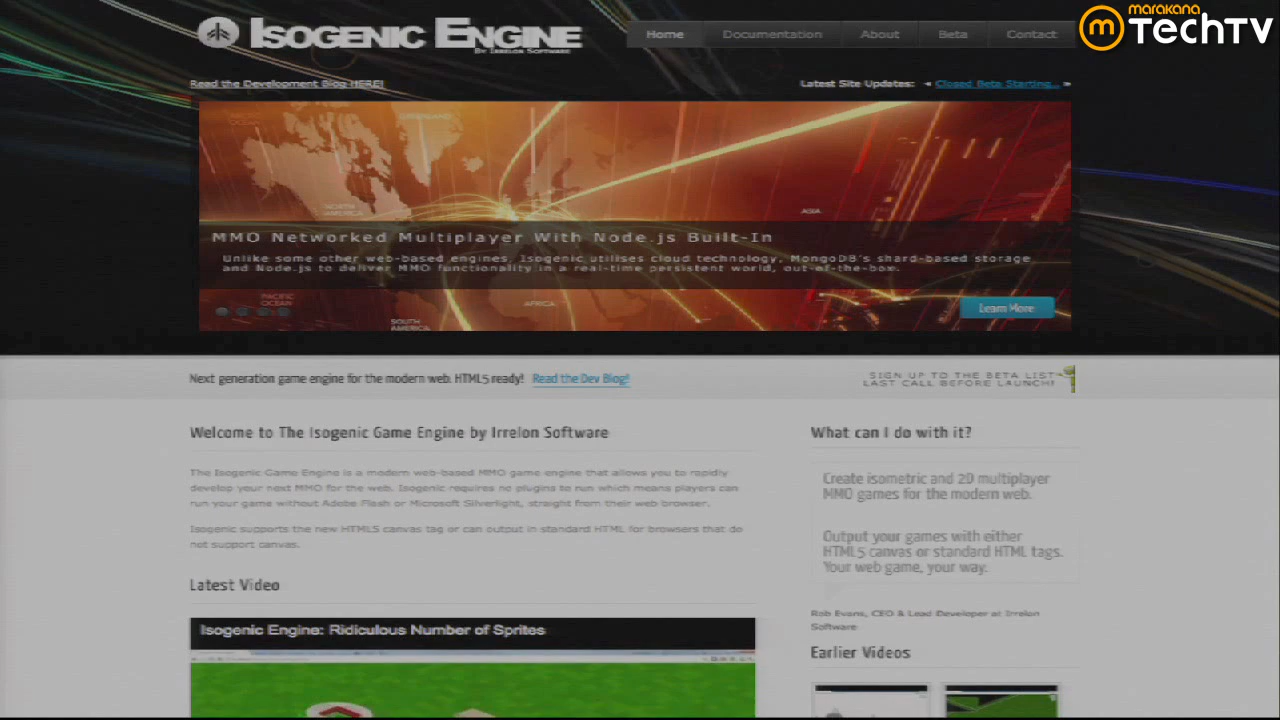 marakana
TechTV
ISOGENIC ENGINE
BY IRRELON SOFTWARE
Home Documentation About Beta Contact
Read the Development Blog HERE!
Latest Site Updates: Closed Beta Starting...
GREENLAND
NORTH
AMERICA
ASIA
MMO Networked Multiplayer With Node.js Built-In
Unlike some other web-based engines, Isogenic utilises cloud technology, MongoDB's shard-based storage
and Node.js to deliver MMO functionality in a real-time persistent world, out-of-the-box.
PACIFIC
OCEAN
AFRICA
SOUTH
AMERICA
Learn More
Next generation game engine for the modern web. HTML5 ready! Read the Dev Blog!
SIGN UP TO THE BETA LIST
LAST CALL BEFORE LAUNCH!
Welcome to The Isogenic Game Engine by Irrelon Software
The Isogenic Game Engine is a modern web-based MMO game engine that allows you to rapidly
develop your next MMO for the web. Isogenic requires no plugins to run which means players can
run your game without Adobe Flash or Microsoft Silverlight, straight from their web browser.
Isogenic supports the new HTML5 canvas tag or can output in standard HTML for browsers that do
not support canvas.
Latest Video
Isogenic Engine: Ridiculous Number of Sprites
What can I do with it?
Create isometric and 2D multiplayer
MMO games for the modern web.
Output your games with either
HTML5 canvas or standard HTML tags.
Your web game, your way.
Rob Evans, CEO & Lead Developer at Irrelon
Software
Earlier Videos